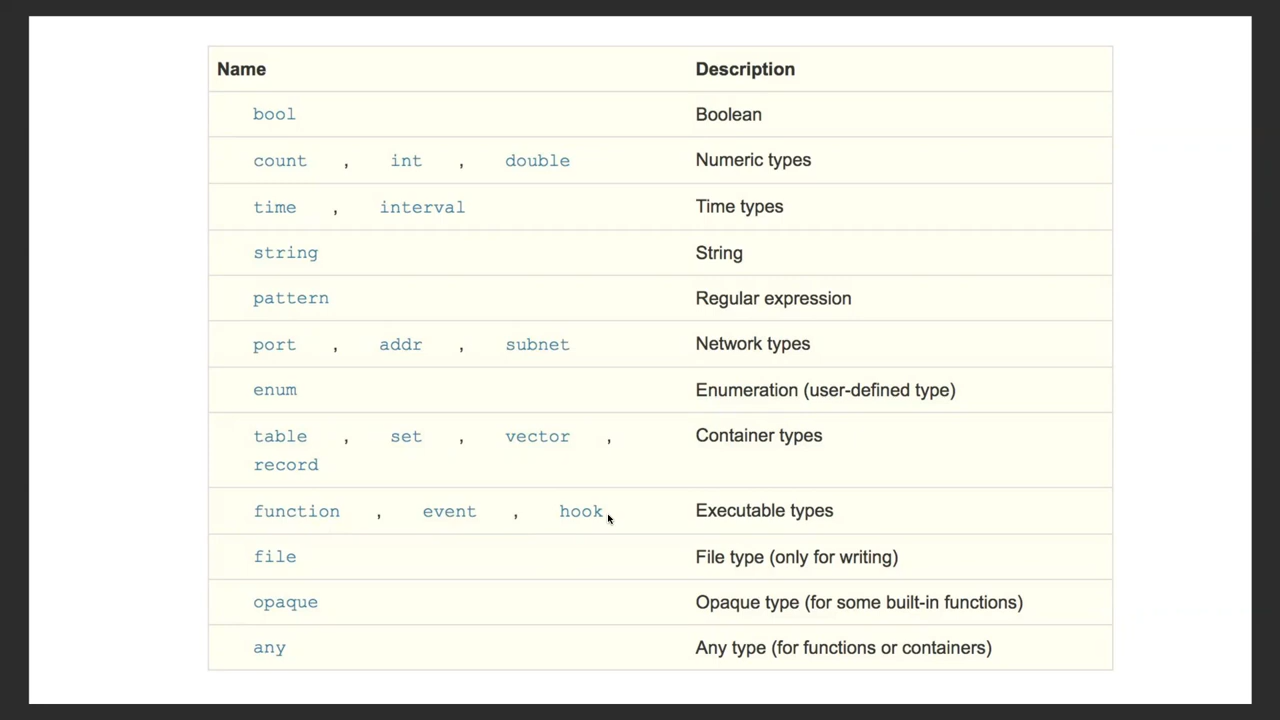 Name Description
bool Boolean
count , int , double Numeric types
time , interval Time types
string String
pattern Regular expression
port , addr , subnet Network types
enum Enumeration (user-defined type)
table , set , vector , Container types
record
function , event , hook Executable types
file File type (only for writing)
opaque Opaque type (for some built-in functions)
any Any type (for functions or containers)